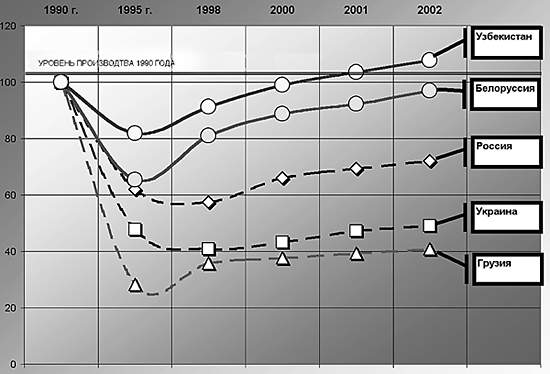 1990 г. 1995 г. 1998 2000 2001 2002
120
Узбекистан
УРОВЕНЬ ПРОИЗВОДТВА 1990 ГОДА
100
Белоруссия
80
Россия
60
Украина
40
Грузия
20
0